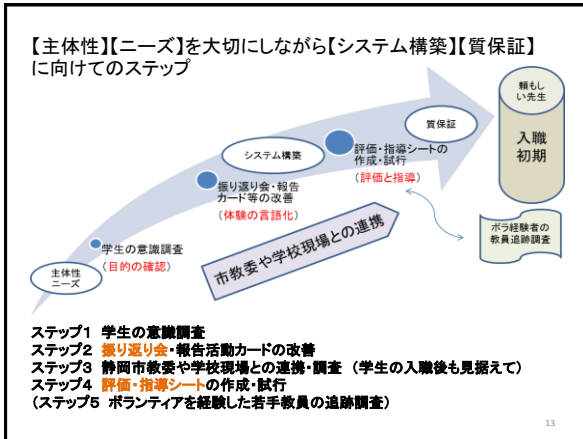 【主体性】【ニーズ】を大切にしながら【システム構築】【質保証】
に向けてのステップ
頼もし
い先生
入職
初期
質保証
評価・指導シートの
作成・試行
(評価と指導)
システム構築
振り返り会・報告
カード等の改善
(体験の言語化)
ボラ経験者の
教員追跡調査
市教委や学校現場との連携
学生の意識調査
(目的の確認)
主体性
ニーズ
ステップ1 学生の意識調査
ステップ2 振り返り会・報告活動カードの改善
ステップ3 静岡市教委や学校現場との連携・調査 (学生の入職後も見据えて)
ステップ4 評価・指導シートの作成・試行
(ステップ5 ボランティアを経験した若手教員の追跡調査)
13